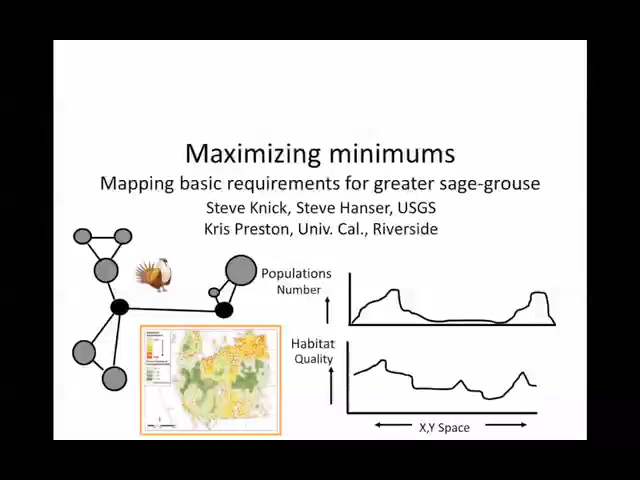 Maximizing minimums
Mapping basic requirements for greater sage-grouse
Steve Knick, Steve Hanser, USGS
Kris Preston, Univ. Cal., Riverside
Populations
Number
Habitat
Quality
X,Y Space